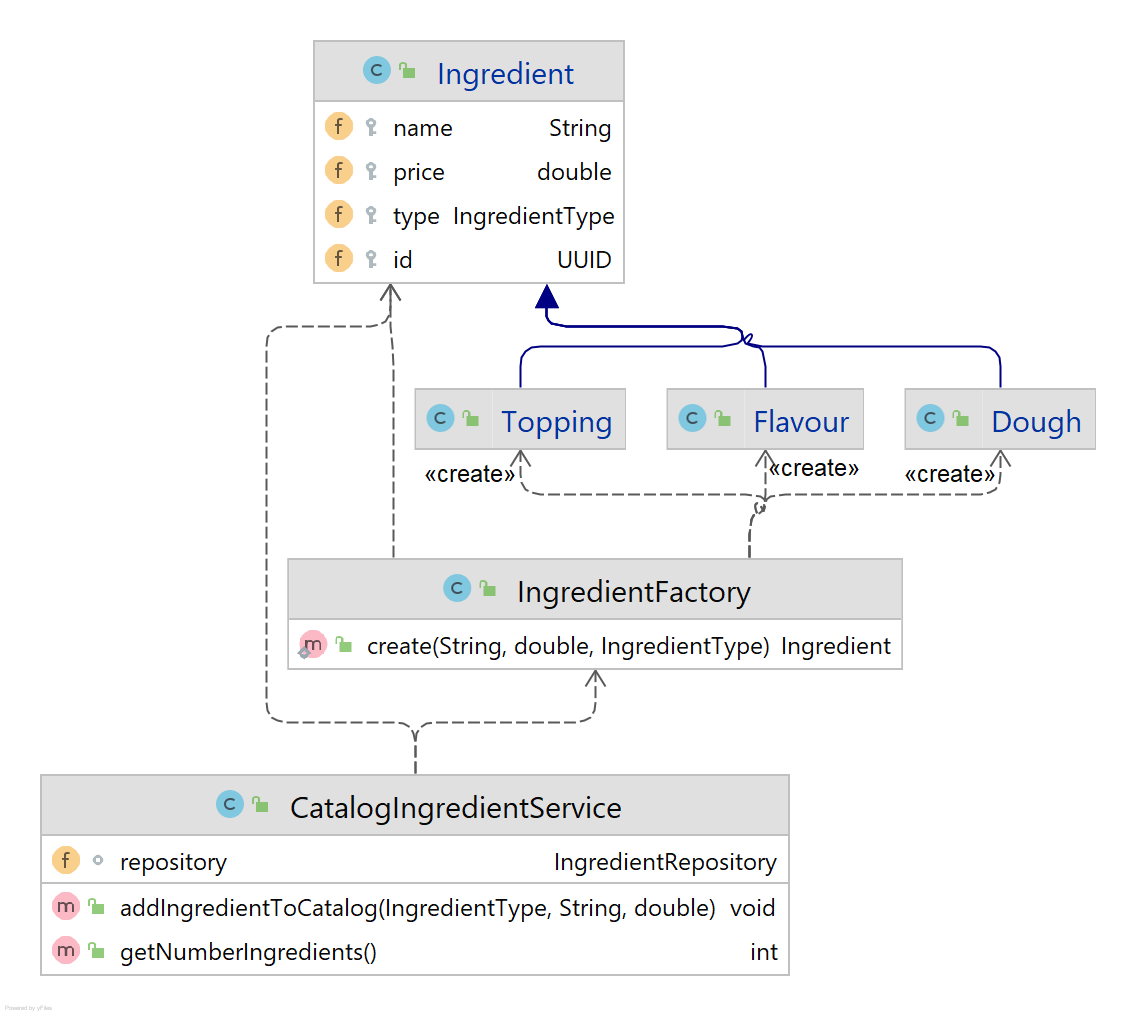 Ingredient
name String
price double
type IngredientType
id UUID
Topping Flavour Dough
«create» «create» «create»
IngredientFactory
create(String, double, IngredientType) Ingredient
CatalogIngredientService
repository IngredientRepository
addIngredientToCatalog(IngredientType, String, double) void
getNumberIngredients() int
Powered by yFiles